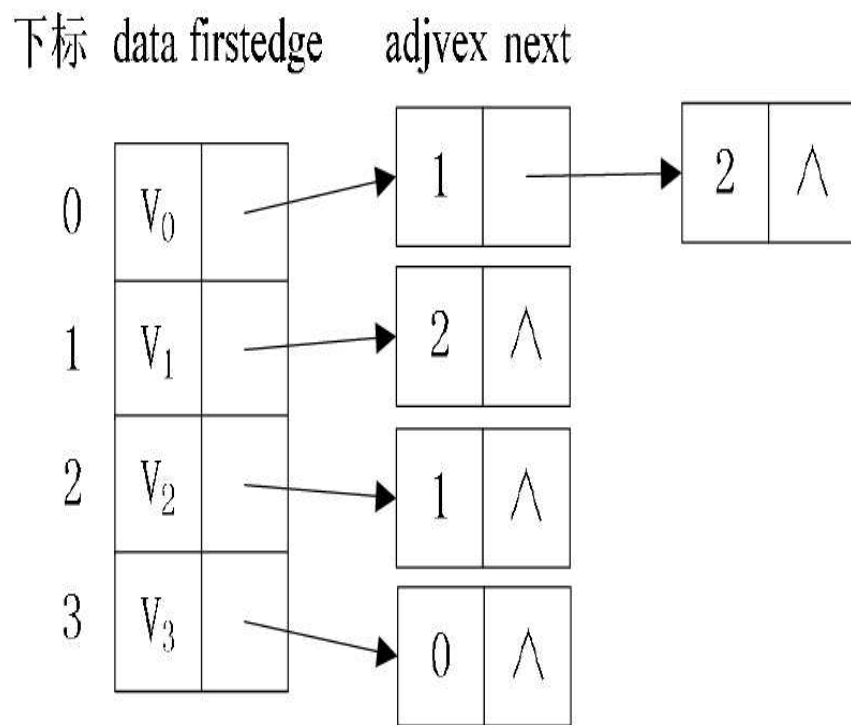 下标 data firstedge adjvex next
0 V₀ 1 2 ∧
1 V₁ 2 ∧
2 V₂ 1 ∧
3 V₃ 0 ∧